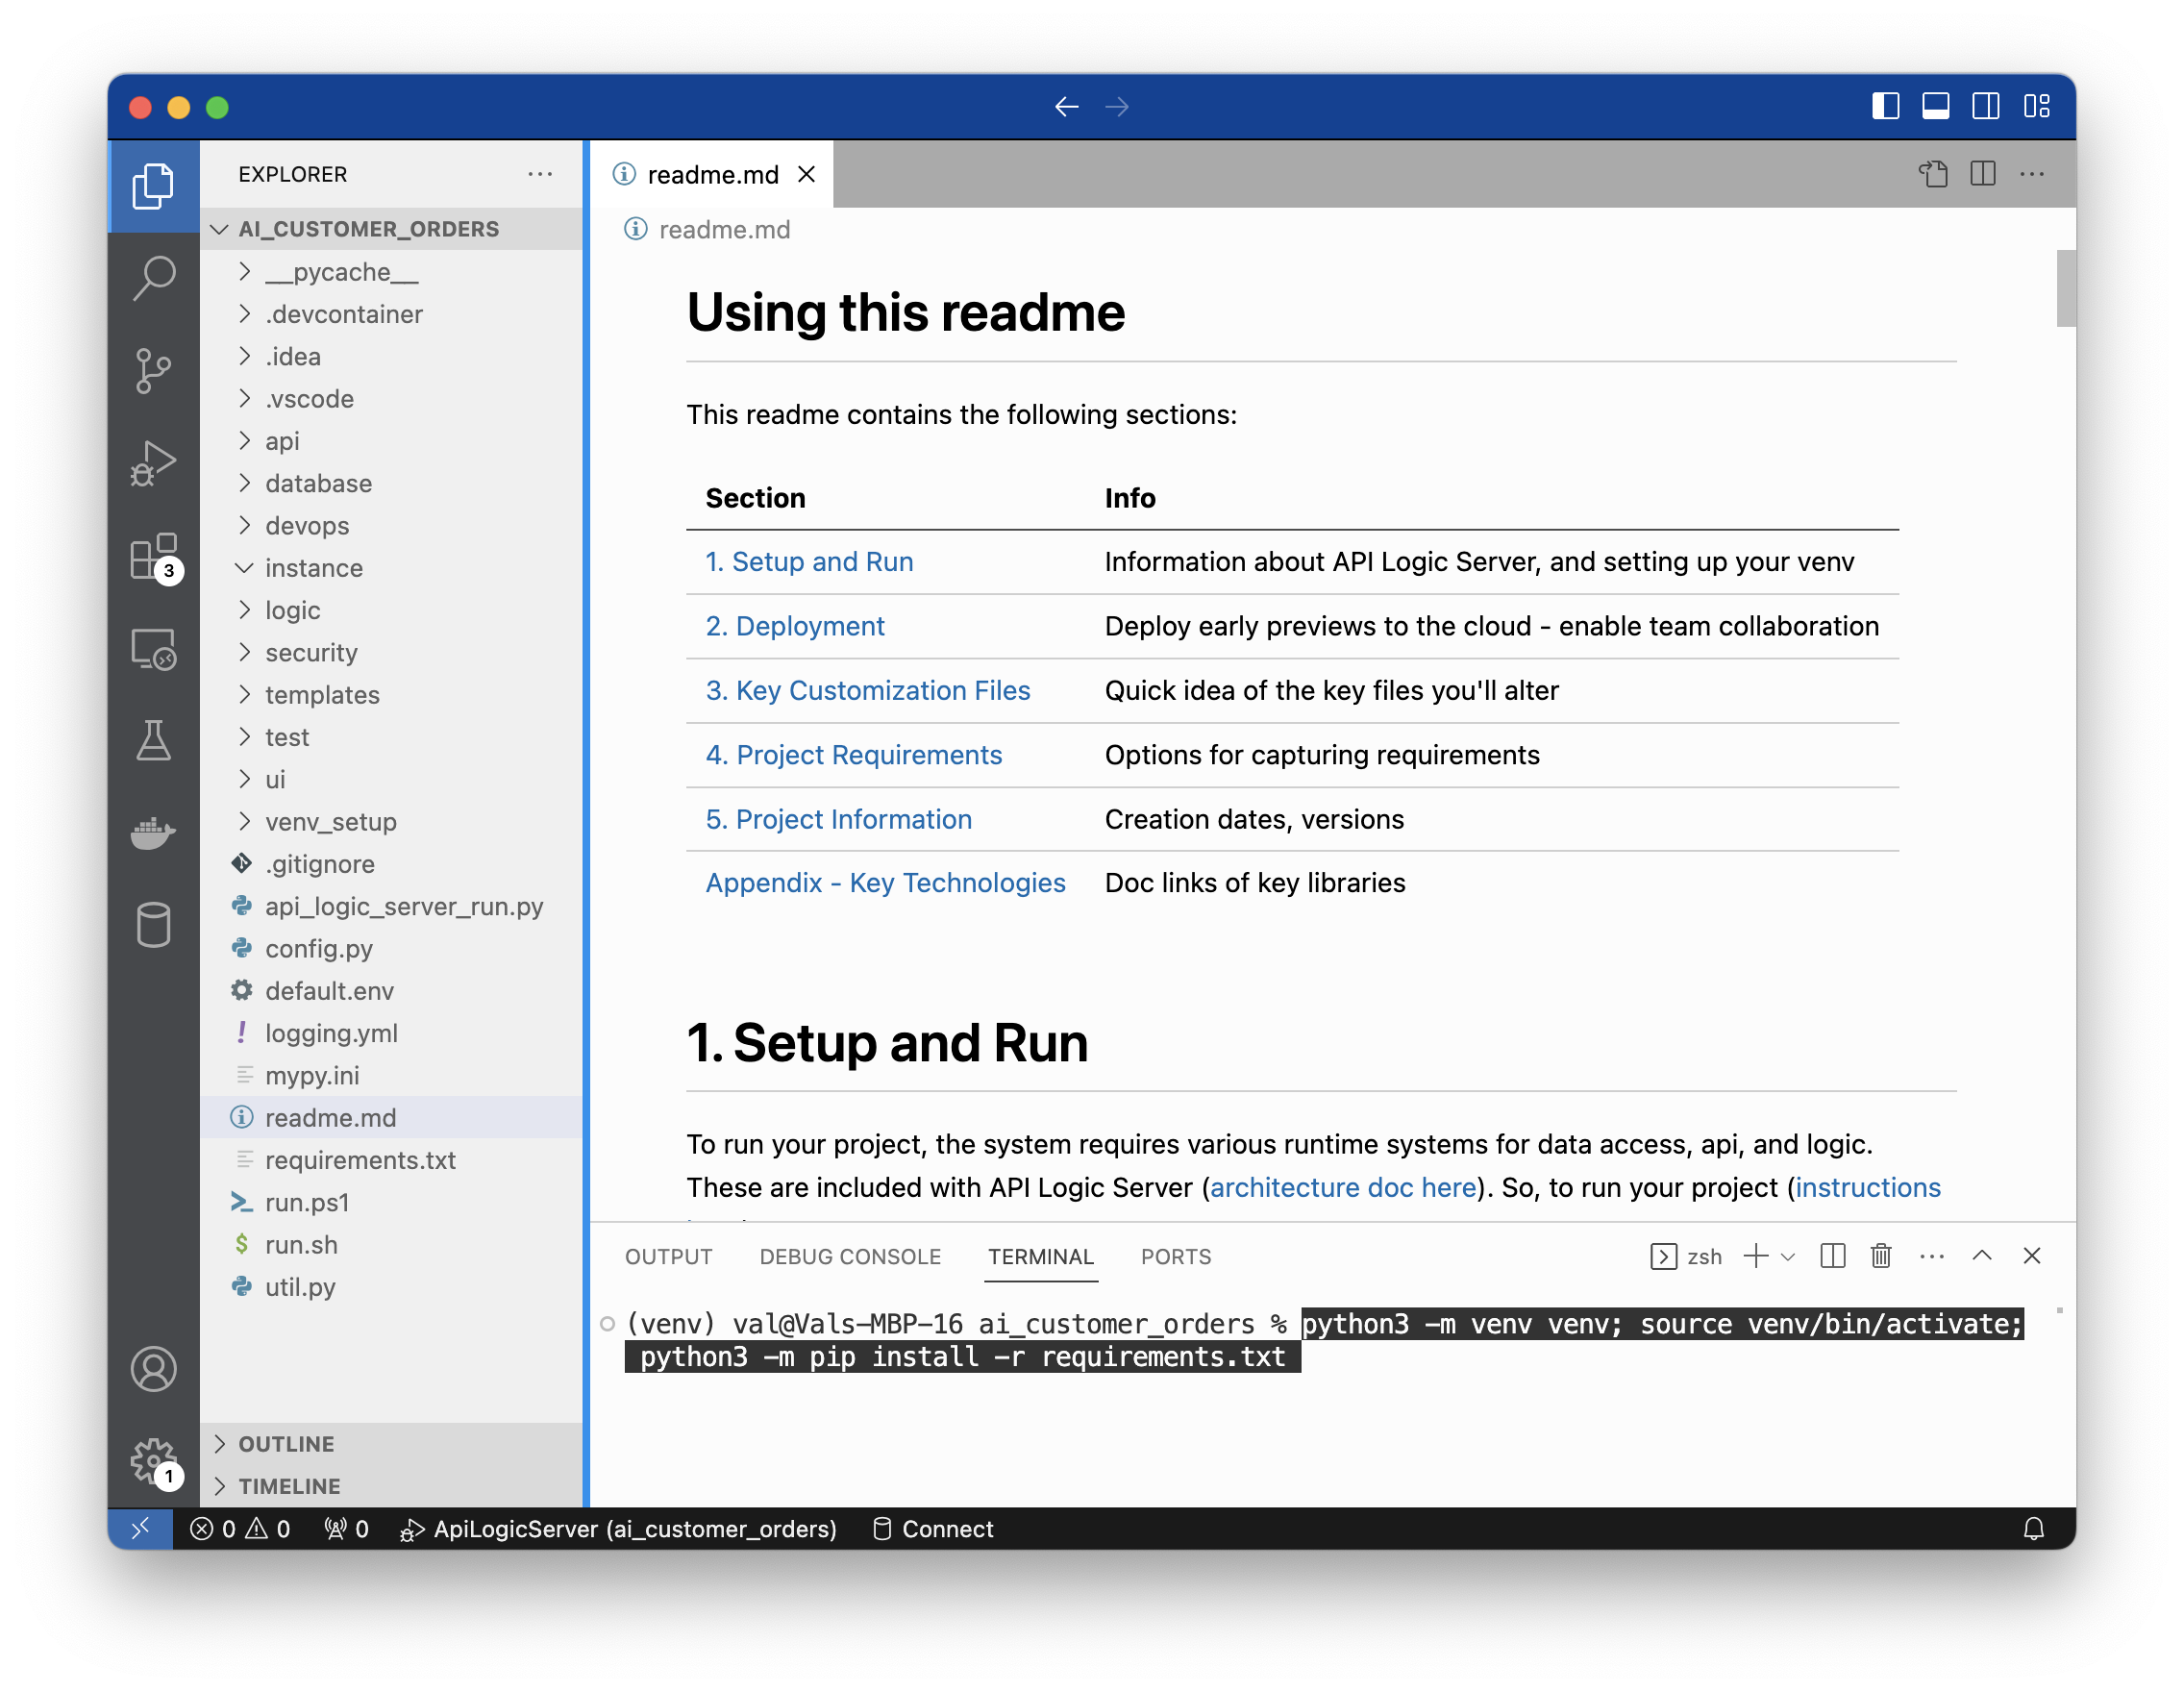 EXPLORER
AI_CUSTOMER_ORDERS
__pycache__
.devcontainer
.idea
.vscode
api
database
devops
instance
logic
security
templates
test
ui
venv_setup
.gitignore
api_logic_server_run.py
config.py
default.env
logging.yml
mypy.ini
readme.md
requirements.txt
run.ps1
run.sh
util.py
OUTLINE
TIMELINE
3
1
readme.md
readme.md
Using this readme
This readme contains the following sections:
Section Info
1. Setup and Run Information about API Logic Server, and setting up your venv
2. Deployment Deploy early previews to the cloud - enable team collaboration
3. Key Customization Files Quick idea of the key files you'll alter
4. Project Requirements Options for capturing requirements
5. Project Information Creation dates, versions
Appendix - Key Technologies Doc links of key libraries
1. Setup and Run
To run your project, the system requires various runtime systems for data access, api, and logic.
These are included with API Logic Server (architecture doc here). So, to run your project (instructions
OUTPUT DEBUG CONSOLE TERMINAL PORTS zsh
(venv) val@Vals-MBP-16 ai_customer_orders % python3 -m venv venv; source venv/bin/activate;
python3 -m pip install -r requirements.txt
0 0 0 ApiLogicServer (ai_customer_orders) Connect